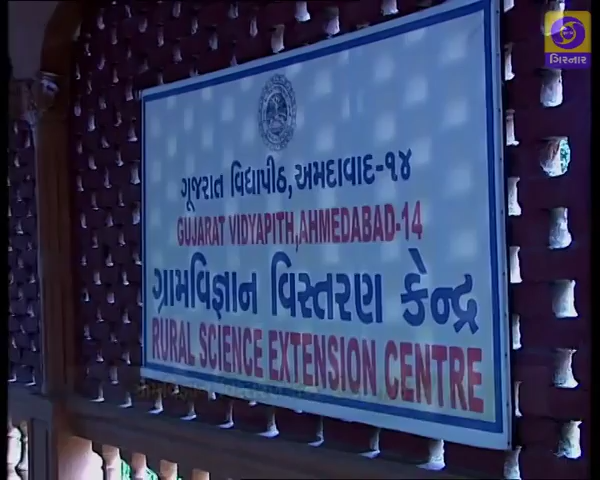 ગિરનાર
ગૂજરાત વિદ્યાપીઠ,અમદાવાદ-૧૪
GUJARAT VIDYAPITH,AHMEDABAD-14
ગ્રામવિજ્ઞાન વિસ્તરણ કેન્દ્ર
RURAL SCIENCE EXTENSION CENTRE